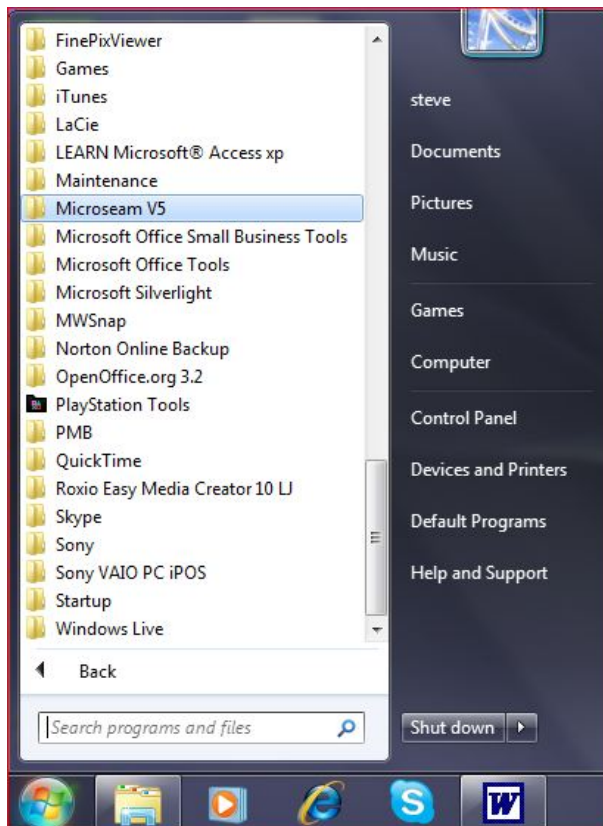 FinePixViewer
Games
iTunes
LaCie
LEARN Microsoft® Access xp
Maintenance
Microseam V5
Microsoft Office Small Business Tools
Microsoft Office Tools
Microsoft Silverlight
MWSnap
Norton Online Backup
OpenOffice.org 3.2
PlayStation Tools
PMB
QuickTime
Roxio Easy Media Creator 10 LJ
Skype
Sony
Sony VAIO PC iPOS
Startup
Windows Live
Back
Search programs and files
steve
Documents
Pictures
Music
Games
Computer
Control Panel
Devices and Printers
Default Programs
Help and Support
Shut down
S
W